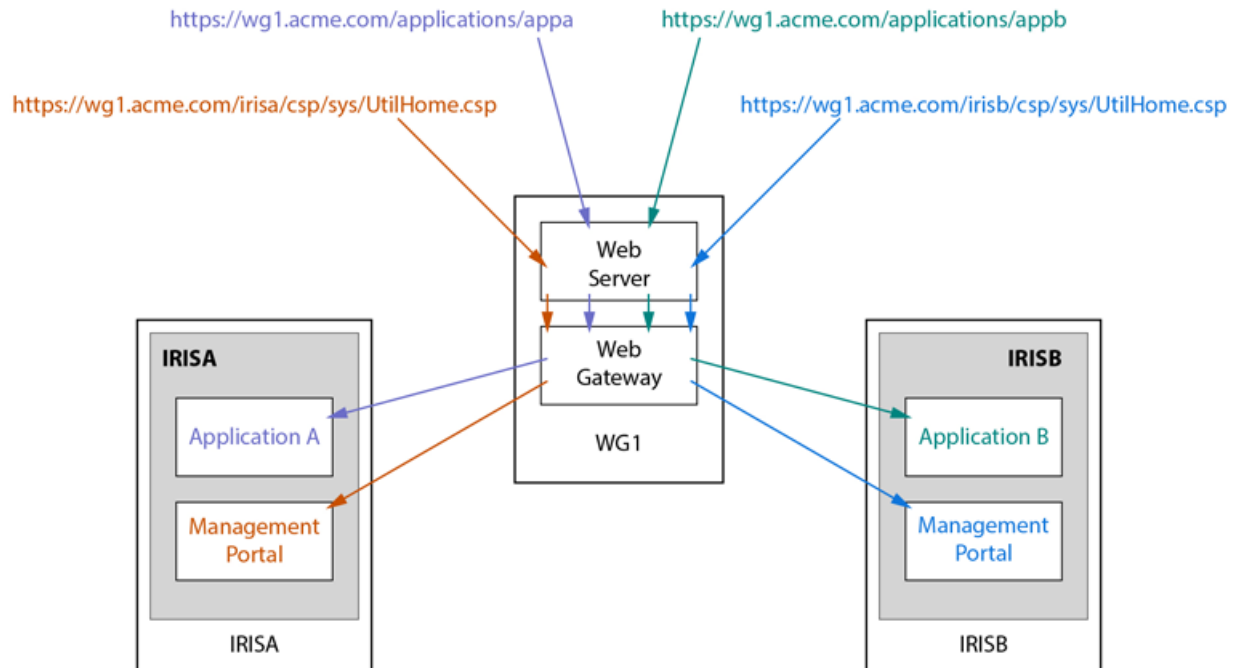 https://wg1.acme.com/applications/appa
https://wg1.acme.com/applications/appb
https://wg1.acme.com/irisa/csp/sys/UtilHome.csp
https://wg1.acme.com/irisb/csp/sys/UtilHome.csp
Web
Server
Web
Gateway
WG1
IRISA
Application A
Management
Portal
IRISA
IRISB
Application B
Management
Portal
IRISB